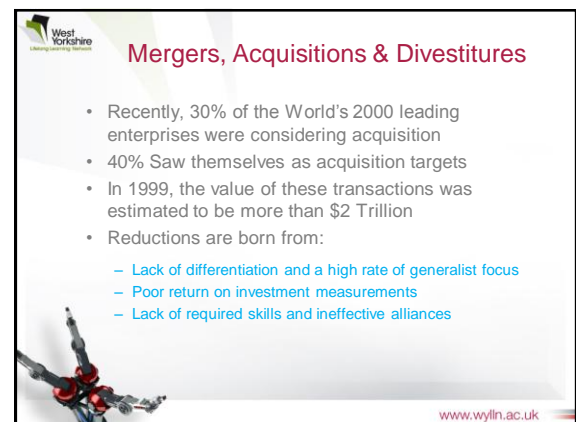 West
Yorkshire
Lifelong Learning Network
Mergers, Acquisitions & Divestitures
• Recently, 30% of the World's 2000 leading
enterprises were considering acquisition
• 40% Saw themselves as acquisition targets
• In 1999, the value of these transactions was
estimated to be more than $2 Trillion
• Reductions are born from:
– Lack of differentiation and a high rate of generalist focus
– Poor return on investment measurements
– Lack of required skills and ineffective alliances
www.wylln.ac.uk